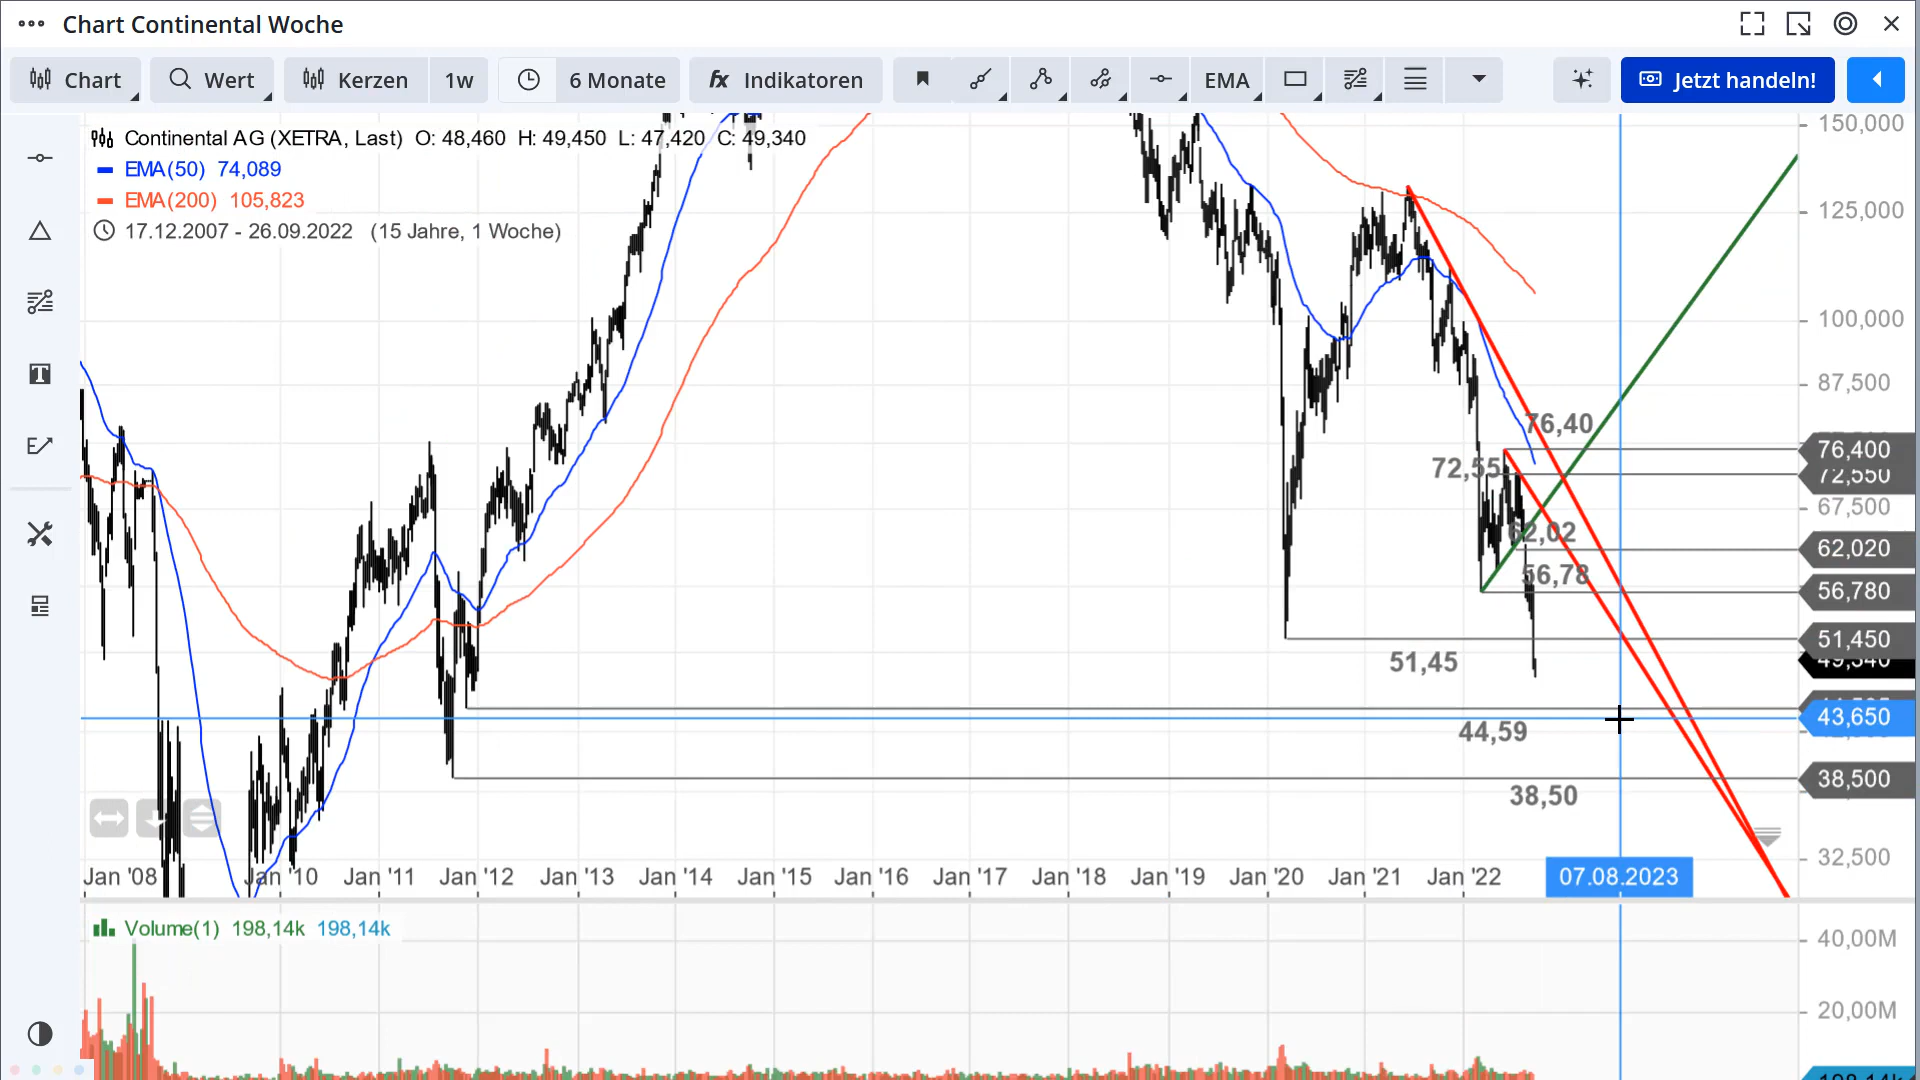 Chart Continental Woche
Chart
Wert
Kerzen
1w
6 Monate
fx Indikatoren
EMA
Jetzt handeln!
Continental AG (XETRA, Last) O: 48,460 H: 49,450 L: 47,420 C: 49,340
EMA(50) 74,089
EMA(200) 105,823
17.12.2007 - 26.09.2022 (15 Jahre, 1 Woche)
150,000
125,000
100,000
87,500
76,40
76,400
72,55
72,550
67,500
62,02
62,020
56,78
56,780
51,450
51,45
49,340
43,650
44,59
38,500
38,50
32,500
Jan '08
Jan '10
Jan '11
Jan '12
Jan '13
Jan '14
Jan '15
Jan '16
Jan '17
Jan '18
Jan '19
Jan '20
Jan '21
Jan '22
07.08.2023
Volume(1) 198,14k 198,14k
40,00M
20,00M
198,14k